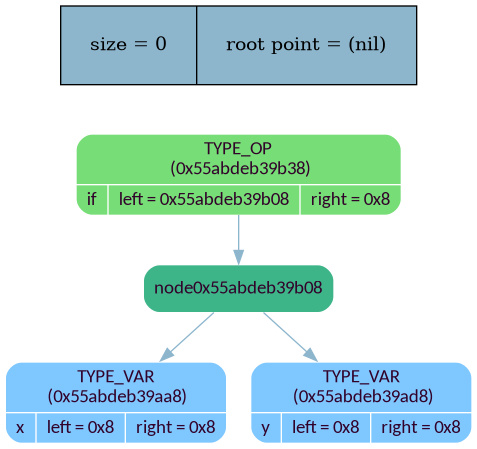 size = 0 root point = (nil)
TYPE_OP
(0x55abdeb39b38)
if left = 0x55abdeb39b08 right = 0x8
node0x55abdeb39b08
TYPE_VAR
(0x55abdeb39aa8)
x left = 0x8 right = 0x8
TYPE_VAR
(0x55abdeb39ad8)
y left = 0x8 right = 0x8